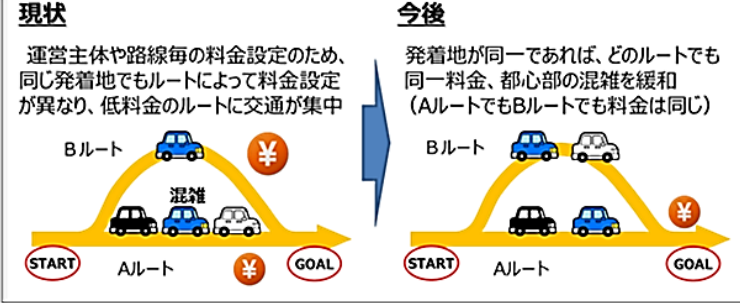 現状
運営主体や路線毎の料金設定のため、
同じ発着地でもルートによって料金設定
が異なり、低料金のルートに交通が集中
Bルート
¥
混雑
START
Aルート
¥
GOAL
今後
発着地が同一であれば、どのルートでも
同一料金、都心部の混雑を緩和
（AルートでもBルートでも料金は同じ）
Bルート
¥
START
Aルート
GOAL